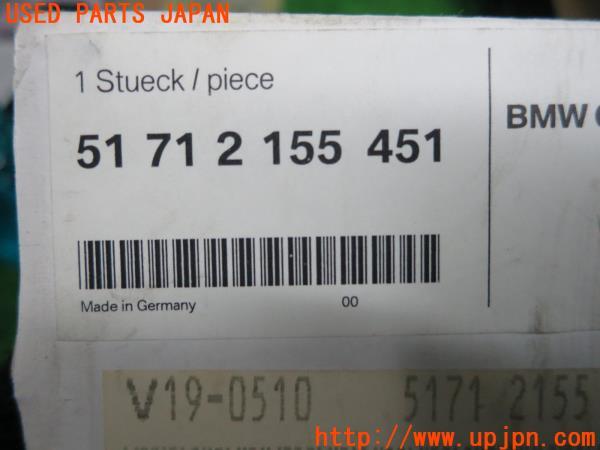 USED PARTS JAPAN
1 Stueck / piece
BMW
51 71 2 155 451
Made in Germany
00
V19-0510 5171 2155
https://www.upjpn.com/